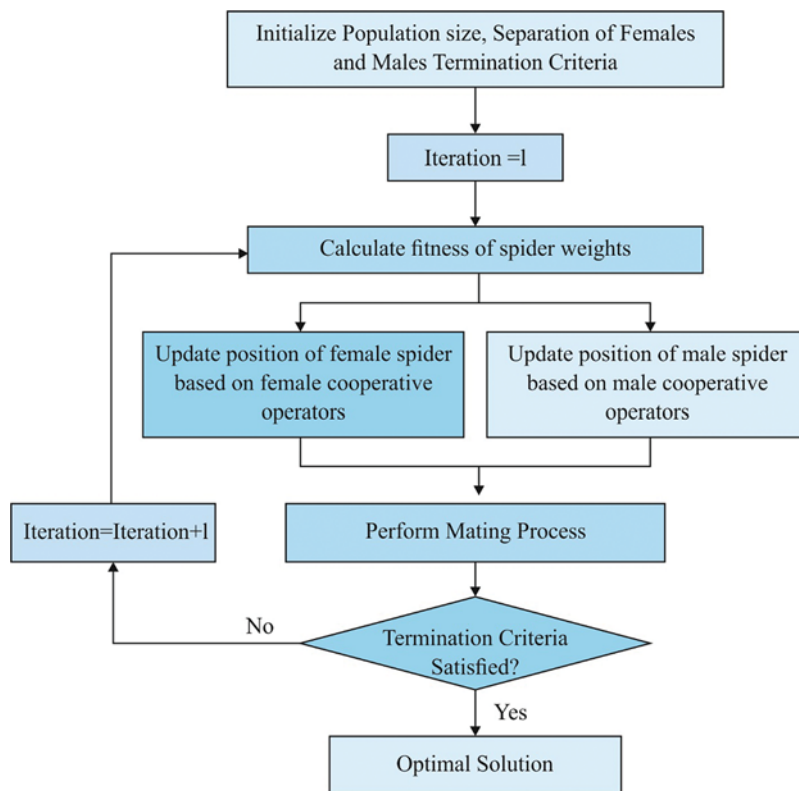 Initialize Population size, Separation of Females
and Males Termination Criteria
Iteration =l
Calculate fitness of spider weights
Update position of female spider
based on female cooperative
operators
Update position of male spider
based on male cooperative
operators
Iteration=Iteration+l
Perform Mating Process
Termination Criteria
Satisfied?
No
Yes
Optimal Solution